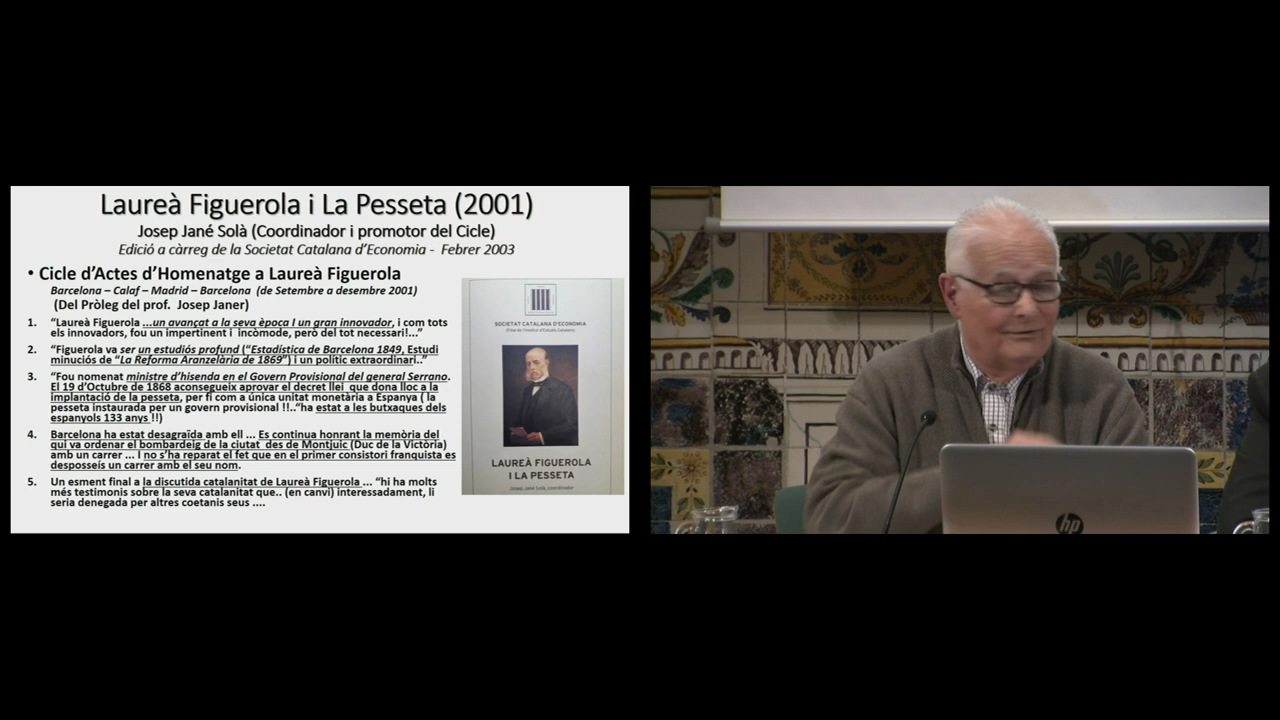 Laureà Figuerola i La Pesseta (2001)
Josep Jané Solà (Coordinador i promotor del Cicle)
Edició a càrreg de la Societat Catalana d'Economia - Febrer 2003
• Cicle d'Actes d'Homenatge a Laureà Figuerola
Barcelona – Calaf – Madrid – Barcelona (de Setembre a desembre 2001)
(Del Pròleg del prof. Josep Janer)
1. "Laureà Figuerola ...un avançat a la seva època I un gran innovador, i com tots
els innovadors, fou un impertinent i incòmode, però del tot necessari!..."
2. "Figuerola va ser un estudiós profund ("Estadística de Barcelona 1849, Estudi
minuciós de "La Reforma Aranzelària de 1869") i un polític extraordinari.."
3. "Fou nomenat ministre d'hisenda en el Govern Provisional del general Serrano.
El 19 d'Octubre de 1868 aconsegueix aprovar el decret llei que dona lloc a la
implantació de la pesseta, per fi com a única unitat monetària a Espanya ( la
pesseta instaurada per un govern provisional !!.."ha estat a les butxaques dels
espanyols 133 anys !!)
4. Barcelona ha estat desagraïda amb ell ... Es continua honrant la memòria del
qui va ordenar el bombardeig de la ciutat des de Montjuïc (Duc de la Victòria)
amb un carrer ... I no s'ha reparat el fet que en el primer consistori franquista es
desposseís un carrer amb el seu nom.
5. Un esment final a la discutida catalanitat de Laureà Figuerola ... "hi ha molts
més testimonis sobre la seva catalanitat que.. (en canvi) interessadament, li
seria denegada per altres coetanis seus ....
SOCIETAT CATALANA D'ECONOMIA
(Filial de l'Institut d'Estudis Catalans)
LAUREÀ FIGUEROLA
I LA PESSETA
Josep Jané Solà, coordinador
hp